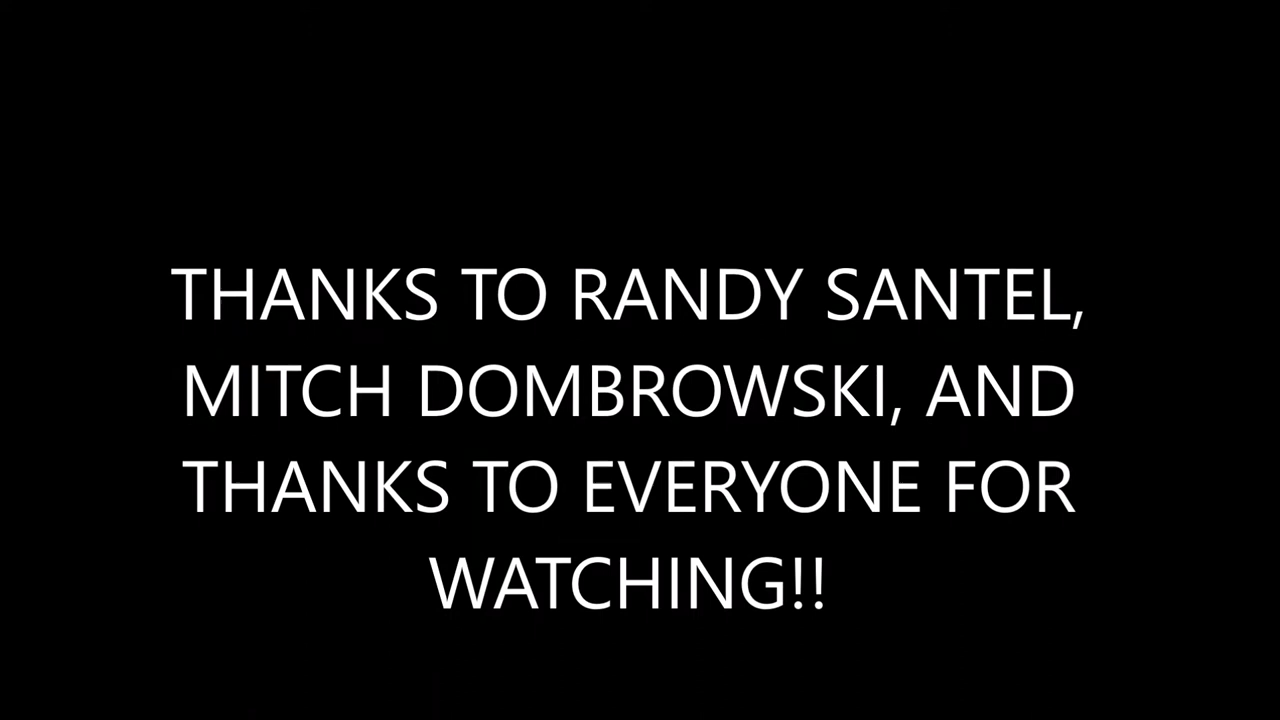 THANKS TO RANDY SANTEL,
MITCH DOMBROWSKI, AND
THANKS TO EVERYONE FOR
WATCHING!!